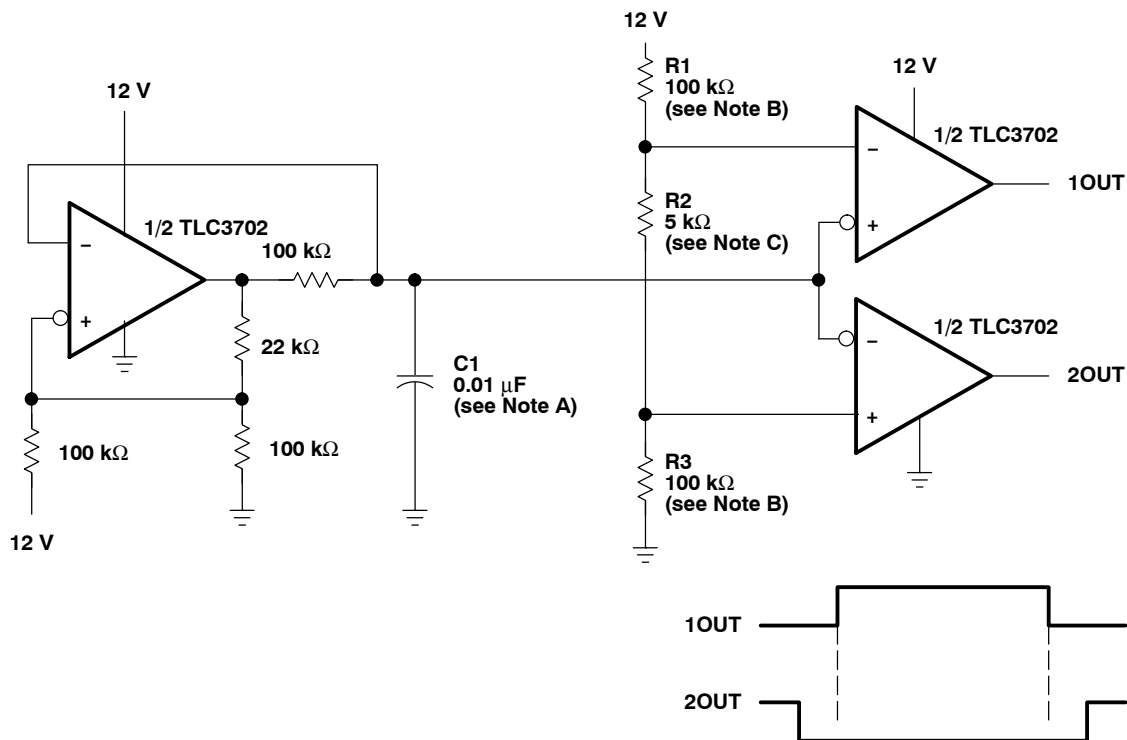 12 V
R1
100 kΩ
(see Note B)
12 V
12 V
1/2 TLC3702
−
+
1OUT
1/2 TLC3702
−
+
100 kΩ
R2
5 kΩ
(see Note C)
22 kΩ
C1
0.01 μF
(see Note A)
1/2 TLC3702
−
+
2OUT
100 kΩ
100 kΩ
12 V
R3
100 kΩ
(see Note B)
1OUT
2OUT